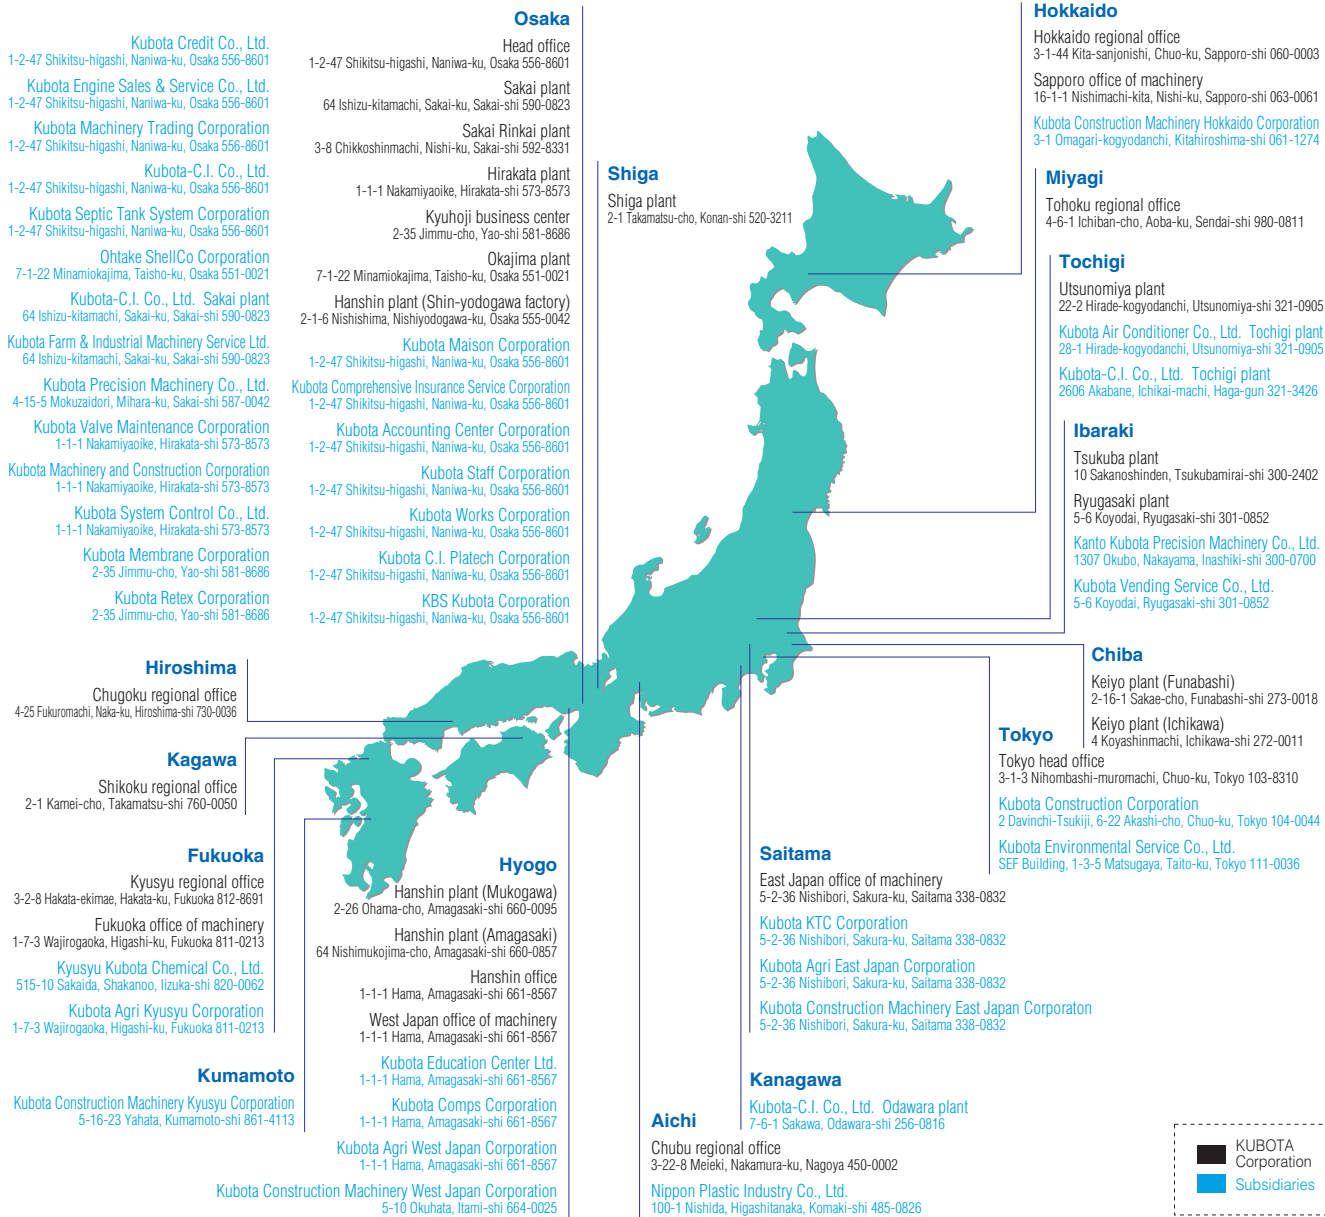 Osaka
Kubota Credit Co., Ltd.
1-2-47 Shikitsu-higashi, Naniwa-ku, Osaka 556-8601
Kubota Engine Sales & Service Co., Ltd.
1-2-47 Shikitsu-higashi, Naniwa-ku, Osaka 556-8601
Kubota Machinery Trading Corporation
1-2-47 Shikitsu-higashi, Naniwa-ku, Osaka 556-8601
Kubota-C.I. Co., Ltd.
1-2-47 Shikitsu-higashi, Naniwa-ku, Osaka 556-8601
Kubota Septic Tank System Corporation
1-2-47 Shikitsu-higashi, Naniwa-ku, Osaka 556-8601
Ohtake ShellCo Corporation
7-1-22 Minamiokajima, Taisho-ku, Osaka 551-0021
Kubota-C.I. Co., Ltd. Sakai plant
64 Ishizu-kitamachi, Sakai-ku, Sakai-shi 590-0823
Kubota Farm & Industrial Machinery Service Ltd.
64 Ishizu-kitamachi, Sakai-ku, Sakai-shi 590-0823
Kubota Precision Machinery Co., Ltd.
4-15-5 Mokuzaidori, Mihara-ku, Sakai-shi 587-0042
Kubota Valve Maintenance Corporation
1-1-1 Nakamiyaoike, Hirakata-shi 573-8573
Kubota Machinery and Construction Corporation
1-1-1 Nakamiyaoike, Hirakata-shi 573-8573
Kubota System Control Co., Ltd.
1-1-1 Nakamiyaoike, Hirakata-shi 573-8573
Kubota Membrane Corporation
2-35 Jimmu-cho, Yao-shi 581-8686
Kubota Retex Corporation
2-35 Jimmu-cho, Yao-shi 581-8686
Head office
1-2-47 Shikitsu-higashi, Naniwa-ku, Osaka 556-8601
Sakai plant
64 Ishizu-kitamachi, Sakai-ku, Sakai-shi 590-0823
Sakai Rinkai plant
3-8 Chikkoshinmachi, Nishi-ku, Sakai-shi 592-8331
Hirakata plant
1-1-1 Nakamiyaoike, Hirakata-shi 573-8573
Kyuhoji business center
2-35 Jimmu-cho, Yao-shi 581-8686
Okajima plant
7-1-22 Minamiokajima, Taisho-ku, Osaka 551-0021
Hanshin plant (Shin-yodogawa factory)
2-1-6 Nishishima, Nishiyodogawa-ku, Osaka 555-0042
Kubota Maison Corporation
1-2-47 Shikitsu-higashi, Naniwa-ku, Osaka 556-8601
Kubota Comprehensive Insurance Service Corporation
1-2-47 Shikitsu-higashi, Naniwa-ku, Osaka 556-8601
Kubota Accounting Center Corporation
1-2-47 Shikitsu-higashi, Naniwa-ku, Osaka 556-8601
Kubota Staff Corporation
1-2-47 Shikitsu-higashi, Naniwa-ku, Osaka 556-8601
Kubota Works Corporation
1-2-47 Shikitsu-higashi, Naniwa-ku, Osaka 556-8601
Kubota C.I. Platech Corporation
1-2-47 Shikitsu-higashi, Naniwa-ku, Osaka 556-8601
KBS Kubota Corporation
1-2-47 Shikitsu-higashi, Naniwa-ku, Osaka 556-8601
Shiga
Shiga plant
2-1 Takamatsu-cho, Konan-shi 520-3211
Hokkaido
Hokkaido regional office
3-1-44 Kita-sanjonishi, Chuo-ku, Sapporo-shi 060-0003
Sapporo office of machinery
16-1-1 Nishimachi-kita, Nishi-ku, Sapporo-shi 063-0061
Kubota Construction Machinery Hokkaido Corporation
3-1 Omagari-kogyodanchi, Kitahiroshima-shi 061-1274
Miyagi
Tohoku regional office
4-6-1 Ichiban-cho, Aoba-ku, Sendai-shi 980-0811
Tochigi
Utsunomiya plant
22-2 Hirade-kogyodanchi, Utsunomiya-shi 321-0905
Kubota Air Conditioner Co., Ltd. Tochigi plant
28-1 Hirade-kogyodanchi, Utsunomiya-shi 321-0905
Kubota-C.I. Co., Ltd. Tochigi plant
2606 Akabane, Ichikai-machi, Haga-gun 321-3426
Ibaraki
Tsukuba plant
10 Sakanoshinden, Tsukubamirai-shi 300-2402
Ryugasaki plant
5-6 Koyodai, Ryugasaki-shi 301-0852
Kanto Kubota Precision Machinery Co., Ltd.
1307 Okubo, Nakayama, Inashiki-shi 300-0700
Kubota Vending Service Co., Ltd.
5-6 Koyodai, Ryugasaki-shi 301-0852
Chiba
Keiyo plant (Funabashi)
2-16-1 Sakae-cho, Funabashi-shi 273-0018
Keiyo plant (Ichikawa)
4 Koyashinmachi, Ichikawa-shi 272-0011
Tokyo
Tokyo head office
3-1-3 Nihombashi-muromachi, Chuo-ku, Tokyo 103-8310
Kubota Construction Corporation
2 Davinchi-Tsukiji, 6-22 Akashi-cho, Chuo-ku, Tokyo 104-0044
Kubota Environmental Service Co., Ltd.
SEF Building, 1-3-5 Matsugaya, Taito-ku, Tokyo 111-0036
Hiroshima
Chugoku regional office
4-25 Fukuromachi, Naka-ku, Hiroshima-shi 730-0036
Kagawa
Shikoku regional office
2-1 Kamei-cho, Takamatsu-shi 760-0050
Fukuoka
Kyusyu regional office
3-2-8 Hakata-ekimae, Hakata-ku, Fukuoka 812-8691
Fukuoka office of machinery
1-7-3 Wajirogaoka, Higashi-ku, Fukuoka 811-0213
Kyusyu Kubota Chemical Co., Ltd.
515-10 Sakaida, Shakanoo, Iizuka-shi 820-0062
Kubota Agri Kyusyu Corporation
1-7-3 Wajirogaoka, Higashi-ku, Fukuoka 811-0213
Kumamoto
Kubota Construction Machinery Kyusyu Corporation
5-16-23 Yahata, Kumamoto-shi 861-4113
Hyogo
Hanshin plant (Mukogawa)
2-26 Ohama-cho, Amagasaki-shi 660-0095
Hanshin plant (Amagasaki)
64 Nishimukojima-cho, Amagasaki-shi 660-0857
Hanshin office
1-1-1 Hama, Amagasaki-shi 661-8567
West Japan office of machinery
1-1-1 Hama, Amagasaki-shi 661-8567
Kubota Education Center Ltd.
1-1-1 Hama, Amagasaki-shi 661-8567
Kubota Comps Corporation
1-1-1 Hama, Amagasaki-shi 661-8567
Kubota Agri West Japan Corporation
1-1-1 Hama, Amagasaki-shi 661-8567
Kubota Construction Machinery West Japan Corporation
5-10 Okuhata, Itami-shi 664-0025
Saitama
East Japan office of machinery
5-2-36 Nishibori, Sakura-ku, Saitama 338-0832
Kubota KTC Corporation
5-2-36 Nishibori, Sakura-ku, Saitama 338-0832
Kubota Agri East Japan Corporation
5-2-36 Nishibori, Sakura-ku, Saitama 338-0832
Kubota Construction Machinery East Japan Corporaton
5-2-36 Nishibori, Sakura-ku, Saitama 338-0832
Kanagawa
Kubota-C.I. Co., Ltd. Odawara plant
7-6-1 Sakawa, Odawara-shi 256-0816
Aichi
Chubu regional office
3-22-8 Meieki, Nakamura-ku, Nagoya 450-0002
Nippon Plastic Industry Co., Ltd.
100-1 Nishida, Higashitanaka, Komaki-shi 485-0826
KUBOTA
Corporation
Subsidiaries